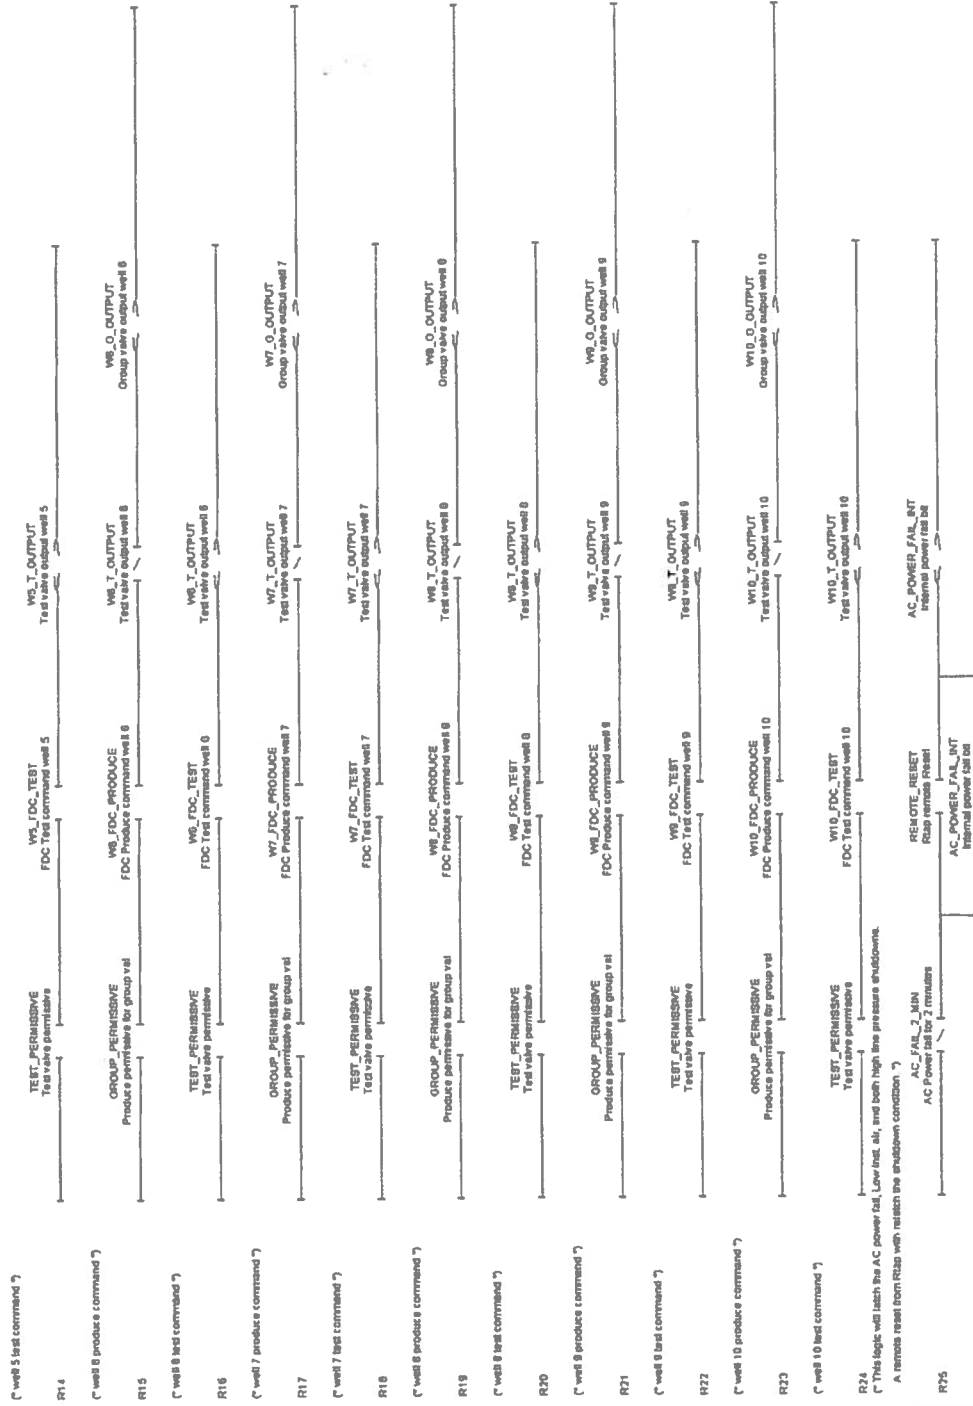 (* well 5 test command *)
TEST_PERMISSIVE
Test valve permissive
W5_FDC_TEST
FDC Test command well 5
W5_T_OUTPUT
Test valve output well 5
R14
(* well 6 produce command *)
GROUP_PERMISSIVE
Produce permissive for group val
W6_FDC_PRODUCE
FDC Produce command well 6
W6_T_OUTPUT
Test valve output well 6
W6_G_OUTPUT
Group valve output well 6
R15
(* well 6 test command *)
TEST_PERMISSIVE
Test valve permissive
W6_FDC_TEST
FDC Test command well 6
W6_T_OUTPUT
Test valve output well 6
R16
(* well 7 produce command *)
GROUP_PERMISSIVE
Produce permissive for group val
W7_FDC_PRODUCE
FDC Produce command well 7
W7_T_OUTPUT
Test valve output well 7
W7_G_OUTPUT
Group valve output well 7
R17
(* well 7 test command *)
TEST_PERMISSIVE
Test valve permissive
W7_FDC_TEST
FDC Test command well 7
W7_T_OUTPUT
Test valve output well 7
R18
(* well 8 produce command *)
GROUP_PERMISSIVE
Produce permissive for group val
W8_FDC_PRODUCE
FDC Produce command well 8
W8_T_OUTPUT
Test valve output well 8
W8_G_OUTPUT
Group valve output well 8
R19
(* well 8 test command *)
TEST_PERMISSIVE
Test valve permissive
W8_FDC_TEST
FDC Test command well 8
W8_T_OUTPUT
Test valve output well 8
R20
(* well 9 produce command *)
GROUP_PERMISSIVE
Produce permissive for group val
W9_FDC_PRODUCE
FDC Produce command well 9
W9_T_OUTPUT
Test valve output well 9
W9_G_OUTPUT
Group valve output well 9
R21
(* well 9 test command *)
TEST_PERMISSIVE
Test valve permissive
W9_FDC_TEST
FDC Test command well 9
W9_T_OUTPUT
Test valve output well 9
R22
(* well 10 produce command *)
GROUP_PERMISSIVE
Produce permissive for group val
W10_FDC_PRODUCE
FDC Produce command well 10
W10_T_OUTPUT
Test valve output well 10
W10_G_OUTPUT
Group valve output well 10
R23
(* well 10 test command *)
TEST_PERMISSIVE
Test valve permissive
W10_FDC_TEST
FDC Test command well 10
W10_T_OUTPUT
Test valve output well 10
R24
(* This logic will latch the AC power fail, Low inst. air, and both high line pressure shutdowns.
A remote reset from Rtap with relatch the shutdown condition. *)
AC_FAIL_2_MIN
AC Power fail for 2 minutes
REMOTE_RESET
Rtap remote Reset
AC_POWER_FAIL_INT
Internal power fail bit
R25
AC_POWER_FAIL_INT
Internal power fail bit